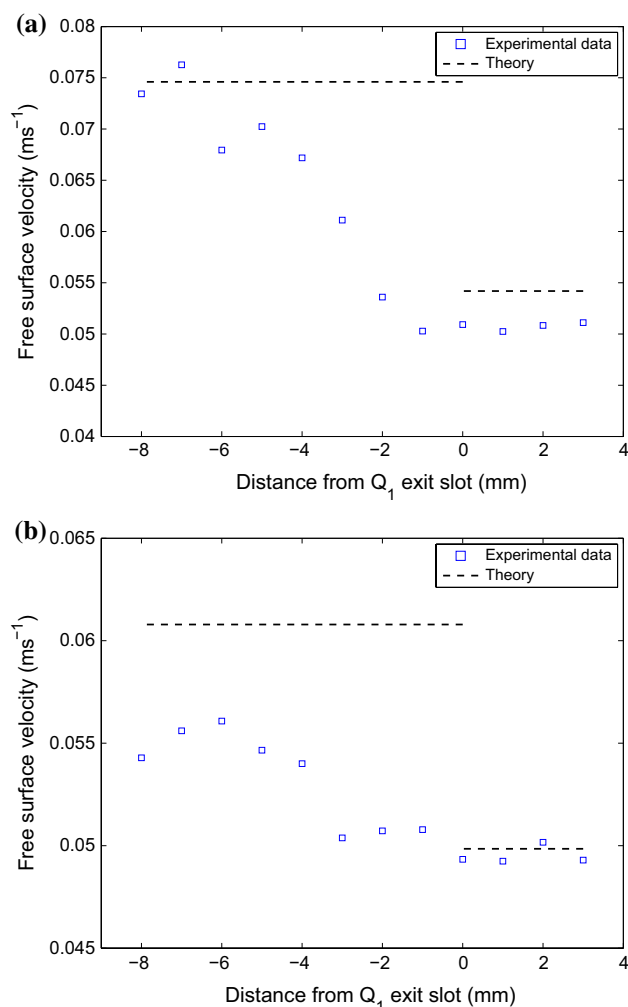 (a)
0.08
0.075
0.07
0.065
0.06
0.055
0.05
0.045
0.04
Free surface velocity (ms⁻¹)
Experimental data
Theory
−8 −6 −4 −2 0 2 4
Distance from Q₁ exit slot (mm)
(b)
0.065
0.06
0.055
0.05
0.045
Free surface velocity (ms⁻¹)
Experimental data
Theory
−8 −6 −4 −2 0 2 4
Distance from Q₁ exit slot (mm)